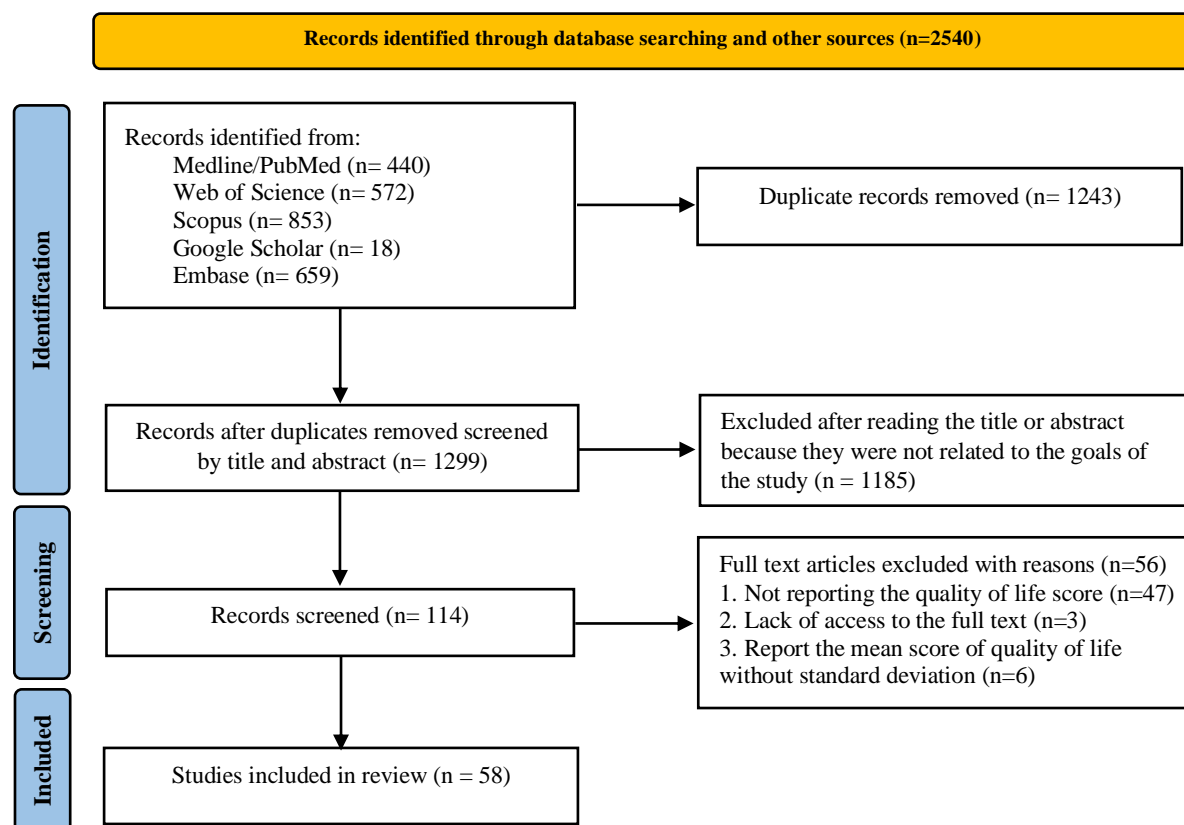 Records identified through database searching and other sources (n=2540)
Identification
Records identified from:
Medline/PubMed (n= 440)
Web of Science (n= 572)
Scopus (n= 853)
Google Scholar (n= 18)
Embase (n= 659)
Duplicate records removed (n= 1243)
Records after duplicates removed screened
by title and abstract (n= 1299)
Excluded after reading the title or abstract
because they were not related to the goals of
the study (n = 1185)
Screening
Records screened (n= 114)
Full text articles excluded with reasons (n=56)
1. Not reporting the quality of life score (n=47)
2. Lack of access to the full text (n=3)
3. Report the mean score of quality of life
without standard deviation (n=6)
Included
Studies included in review (n = 58)